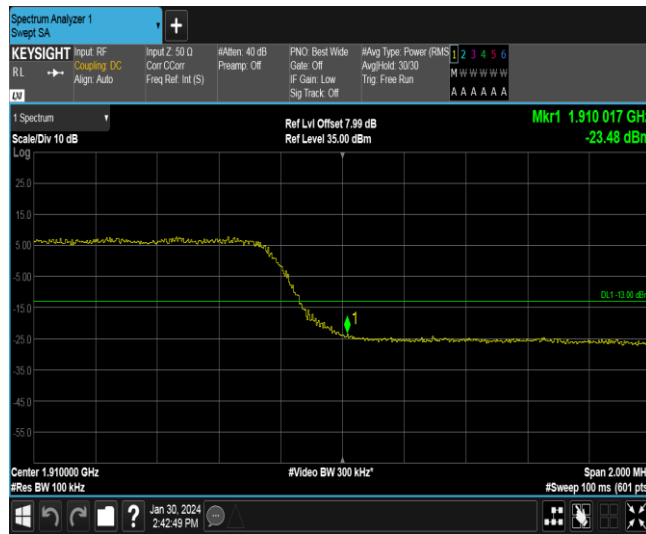 Spectrum Analyzer 1
Swept SA
+
KEYSIGHT
RL
LXI
Input: RF
Coupling: DC
Align: Auto
Input Z: 50 Ω
Corr CCorr
Freq Ref: Int (S)
#Atten: 40 dB
Preamp: Off
PNO: Best Wide
Gate: Off
IF Gain: Low
Sig Track: Off
#Avg Type: Power (RMS
Avg|Hold: 30/30
Trig: Free Run
1 2 3 4 5 6
M W W W W W
A A A A A A
1 Spectrum
Scale/Div 10 dB
Log
Ref Lvl Offset 7.99 dB
Ref Level 35.00 dBm
Mkr1 1.910 017 GHz
-23.48 dBm
25.0
15.0
5.00
-5.00
-15.0
-25.0
-35.0
-45.0
-55.0
DL1 -13.00 dBm
1
Center 1.910000 GHz
#Res BW 100 kHz
#Video BW 300 kHz*
Span 2.000 MH
#Sweep 100 ms (601 pts
?
Jan 30, 2024
2:42:49 PM